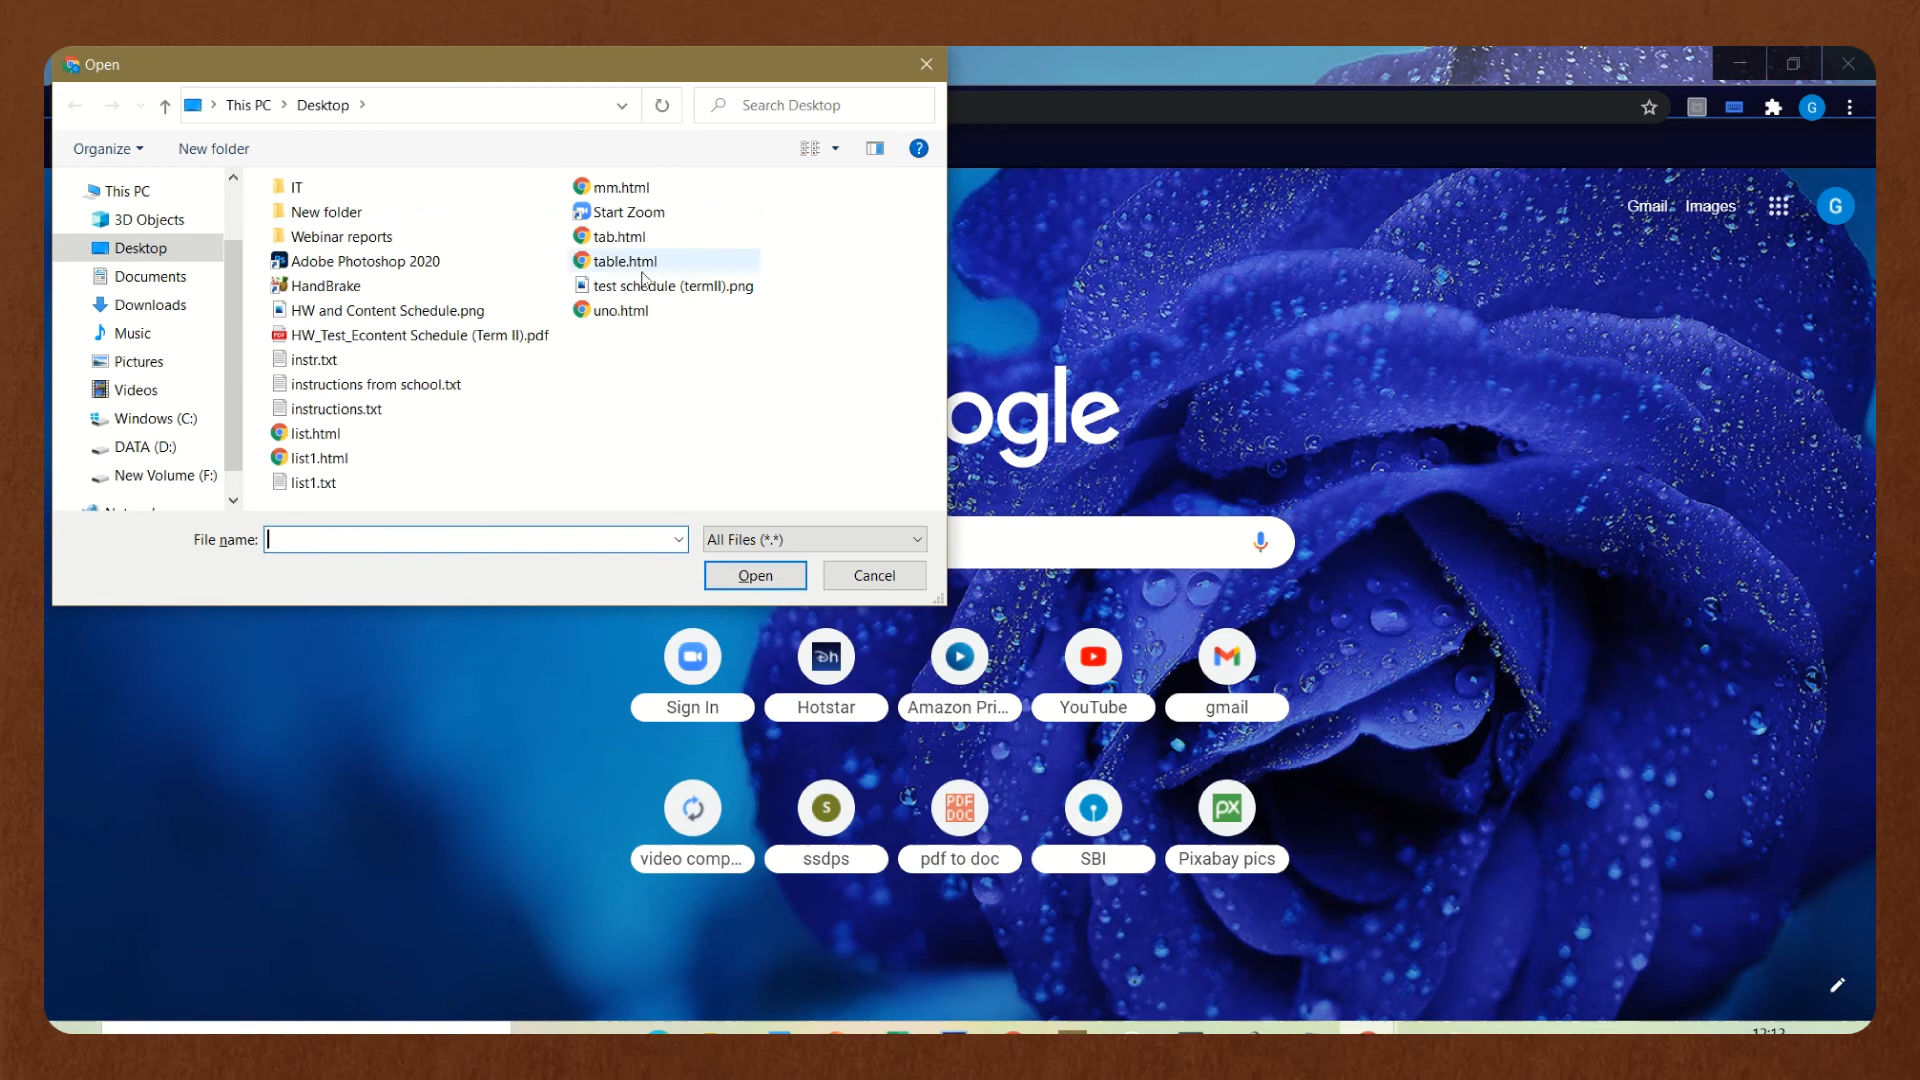 Open
This PC > Desktop >
Search Desktop
Organize
New folder
This PC
3D Objects
Desktop
Documents
Downloads
Music
Pictures
Videos
Windows (C:)
DATA (D:)
New Volume (F:)
IT
New folder
Webinar reports
Adobe Photoshop 2020
HandBrake
HW and Content Schedule.png
HW_Test_Econtent Schedule (Term II).pdf
instr.txt
instructions from school.txt
instructions.txt
list.html
list1.html
list1.txt
mm.html
Start Zoom
tab.html
table.html
test schedule (termII).png
uno.html
File name:
All Files (*.*)
Open
Cancel
G
Gmail
Images
G
ogle
Sign In
Hotstar
Amazon Pri...
YouTube
gmail
S
PDF
DOC
px
video comp...
ssdps
pdf to doc
SBI
Pixabay pics